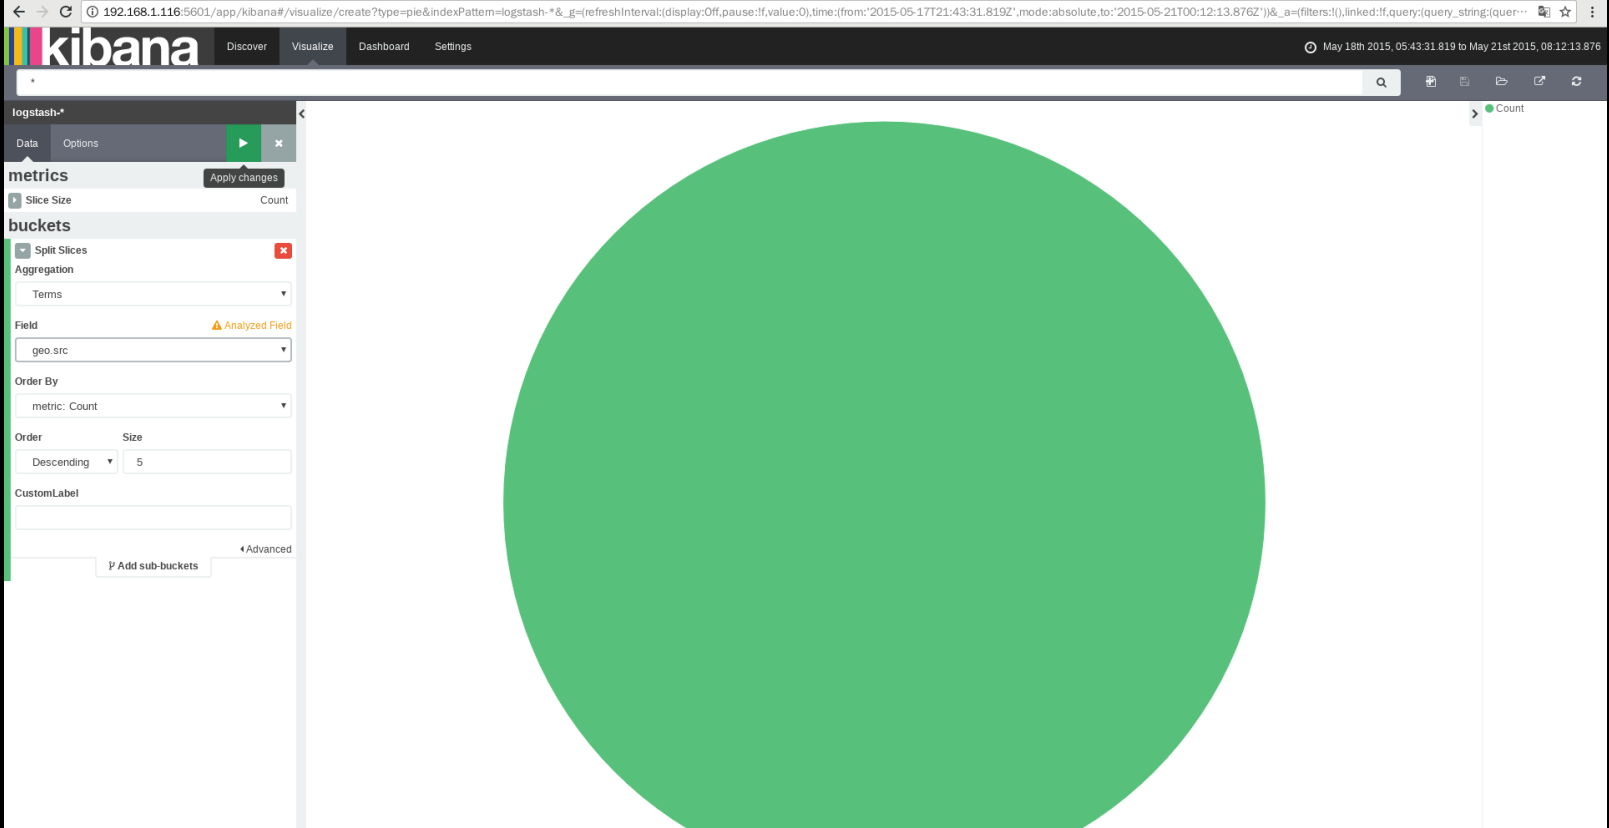 192.168.1.116:5601/app/kibana#/visualize/create?type=pie&indexPattern=logstash-*&_g=(refreshInterval:(display:Off,pause:!f,value:0),time:(from:'2015-05-17T21:43:31.819Z',mode:absolute,to:'2015-05-21T00:12:13.876Z'))&_a=(filters:!(),linked:!f,query:(query_string:(quer···
kibana
Discover
Visualize
Dashboard
Settings
May 18th 2015, 05:43:31.819 to May 21st 2015, 08:12:13.876
*
logstash-*
Count
Data
Options
metrics
Apply changes
Slice Size
Count
buckets
Split Slices
Aggregation
Terms
Field
Analyzed Field
geo.src
Order By
metric: Count
Order
Size
Descending
5
CustomLabel
Advanced
Add sub-buckets